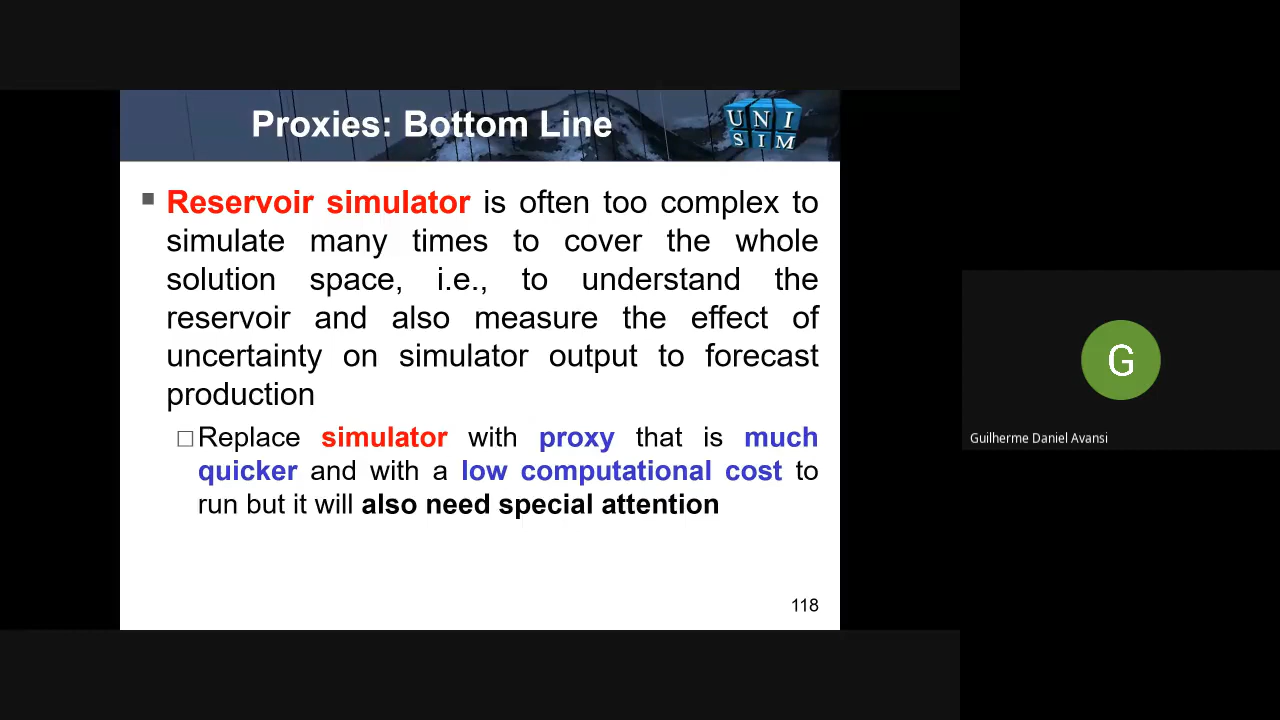 Proxies: Bottom Line
UNI
SIM
Reservoir simulator is often too complex to
simulate many times to cover the whole
solution space, i.e., to understand the
reservoir and also measure the effect of
uncertainty on simulator output to forecast
production
Replace simulator with proxy that is much
quicker and with a low computational cost to
run but it will also need special attention
118
G
Guilherme Daniel Avansi